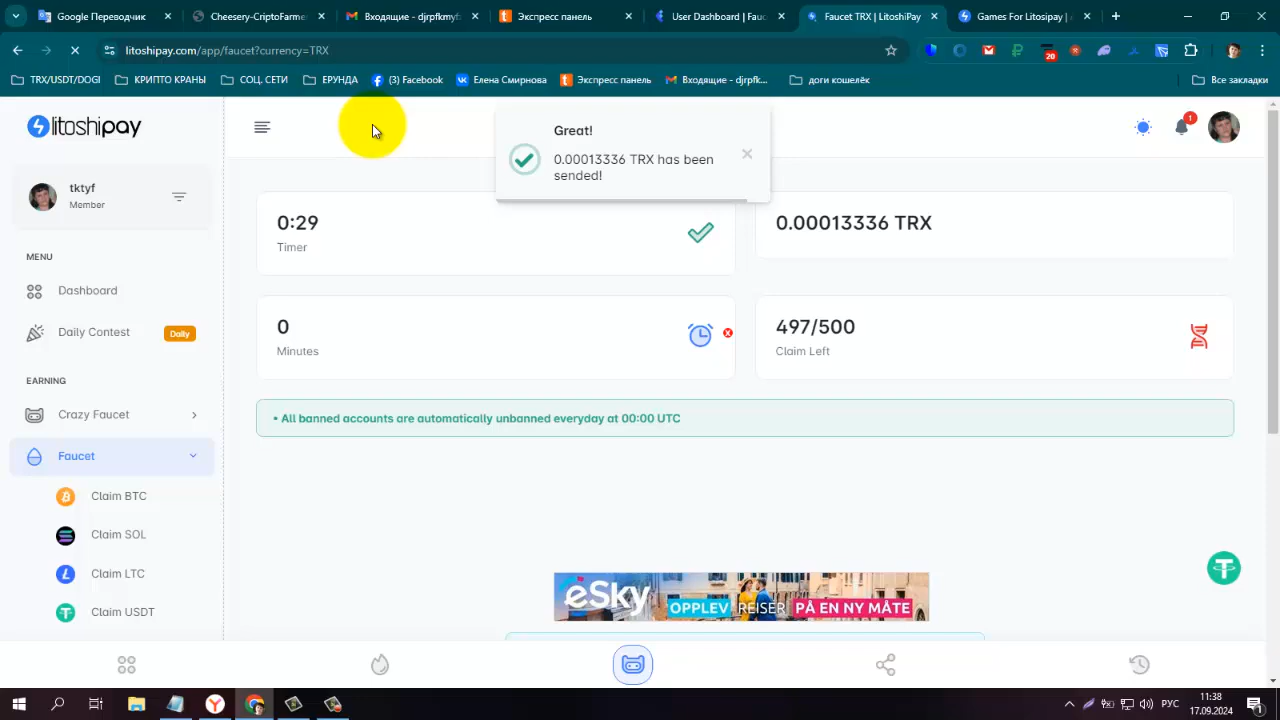 Google Переводчик
Cheesery-CriptoFarmer
Входящие - djrpfkmyfs
Экспресс панель
User Dashboard | Fauc
Faucet TRX | LitoshiPay
Games For Litosipay | A
litoshipay.com/app/faucet?currency=TRX
20
TRX/USDT/DOGI
КРИПТО КРАНЫ
СОЦ. СЕТИ
ЕРУНДА
(3) Facebook
Елена Смирнова
Экспресс панель
Входящие - djrpfk...
доги кошелёк
Все закладки
litoshipay
1
Great!
0.00013336 TRX has been
sended!
tktyf
Member
0:29
Timer
0.00013336 TRX
MENU
Dashboard
Daily Contest
Daily
0
Minutes
497/500
Claim Left
EARNING
Crazy Faucet
• All banned accounts are automatically unbanned everyday at 00:00 UTC
Faucet
Claim BTC
Claim SOL
Claim LTC
Claim USDT
eSky
OPPLEV REISER PÅ EN NY MÅTE
РУС
11:38
17.09.2024
1